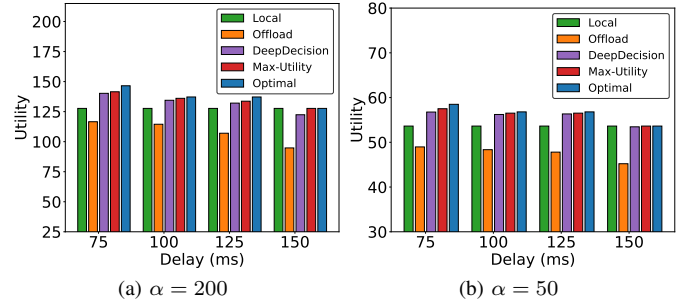 200
175
150
125
100
75
50
25
Utility
Local
Offload
DeepDecision
Max-Utility
Optimal
75 100 125 150
Delay (ms)
(a) α = 200
80
70
60
50
40
30
Utility
Local
Offload
DeepDecision
Max-Utility
Optimal
75 100 125 150
Delay (ms)
(b) α = 50